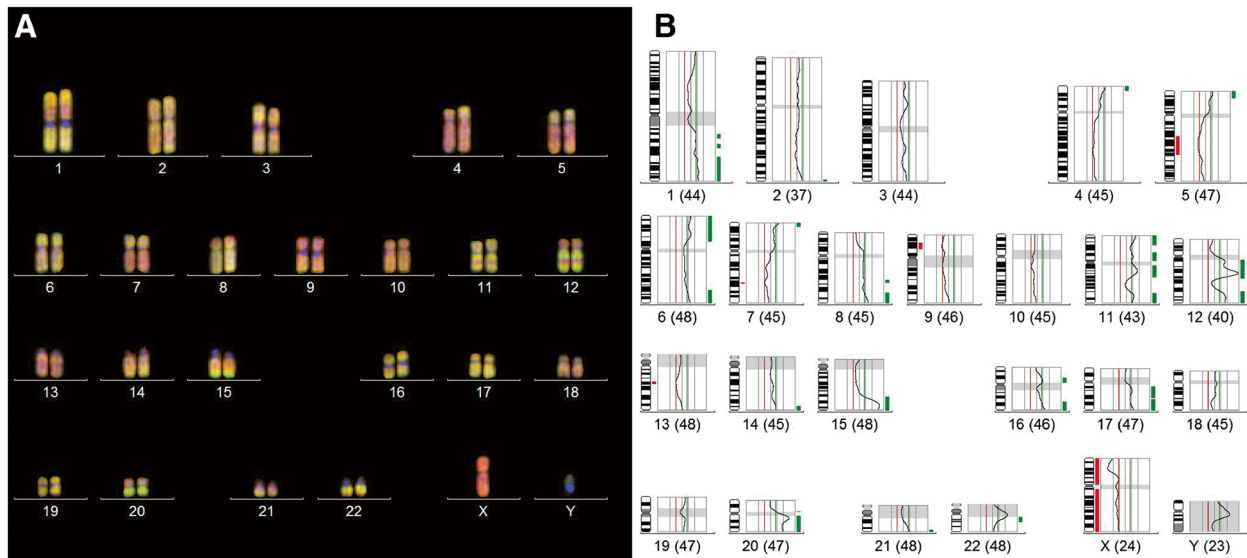 A
B
1 2 3 4 5
1 (44) 2 (37) 3 (44) 4 (45) 5 (47)
6 7 8 9 10 11 12
6 (48) 7 (45) 8 (45) 9 (46) 10 (45) 11 (43) 12 (40)
13 14 15 16 17 18
13 (48) 14 (45) 15 (48) 16 (46) 17 (47) 18 (45)
19 20 21 22 X Y
19 (47) 20 (47) 21 (48) 22 (48) X (24) Y (23)